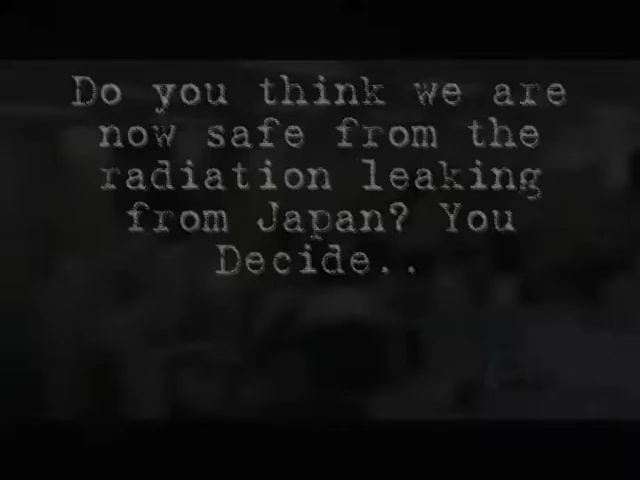 Do you think we are
now safe from the
radiation leaking
from Japan? You
Decide..